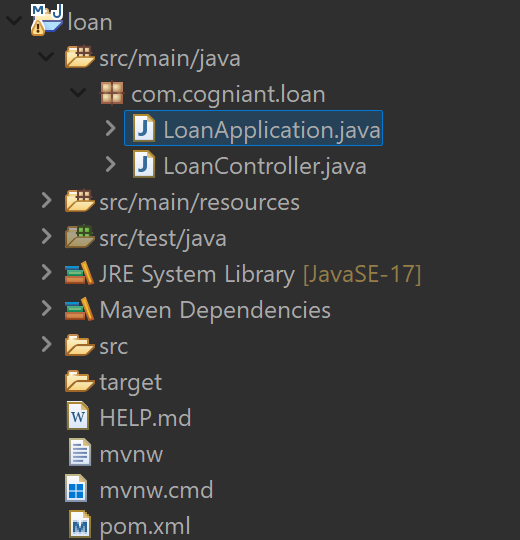 loan
src/main/java
com.cogniant.loan
LoanApplication.java
LoanController.java
src/main/resources
src/test/java
JRE System Library [JavaSE-17]
Maven Dependencies
src
target
HELP.md
mvnw
mvnw.cmd
pom.xml